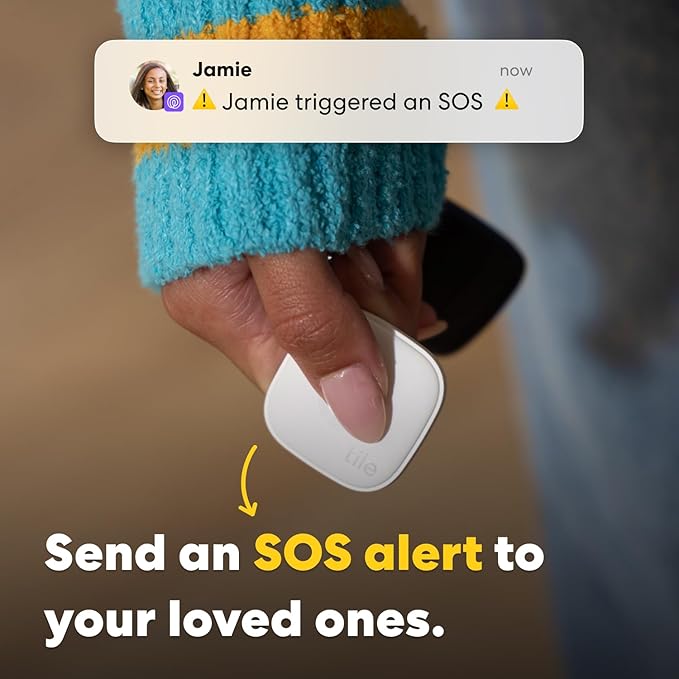 Jamie now
⚠️ Jamie triggered an SOS ⚠️
tile
Send an SOS alert to
your loved ones.